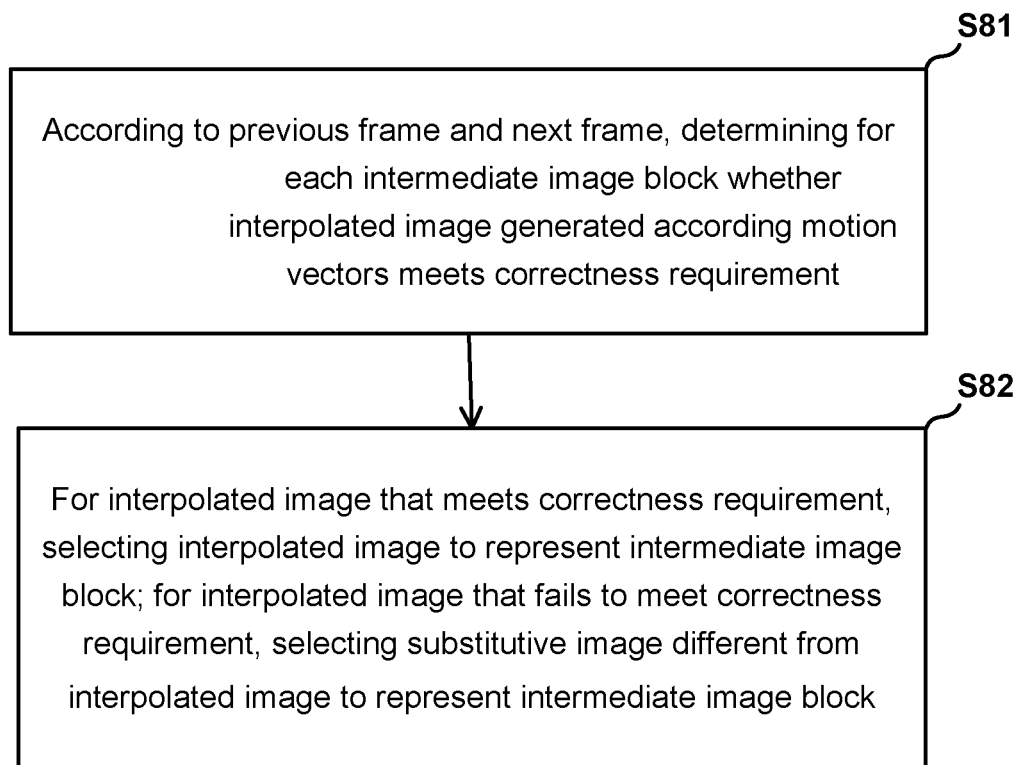 S81
According to previous frame and next frame, determining for
each intermediate image block whether
interpolated image generated according motion
vectors meets correctness requirement
S82
For interpolated image that meets correctness requirement,
selecting interpolated image to represent intermediate image
block; for interpolated image that fails to meet correctness
requirement, selecting substitutive image different from
interpolated image to represent intermediate image block